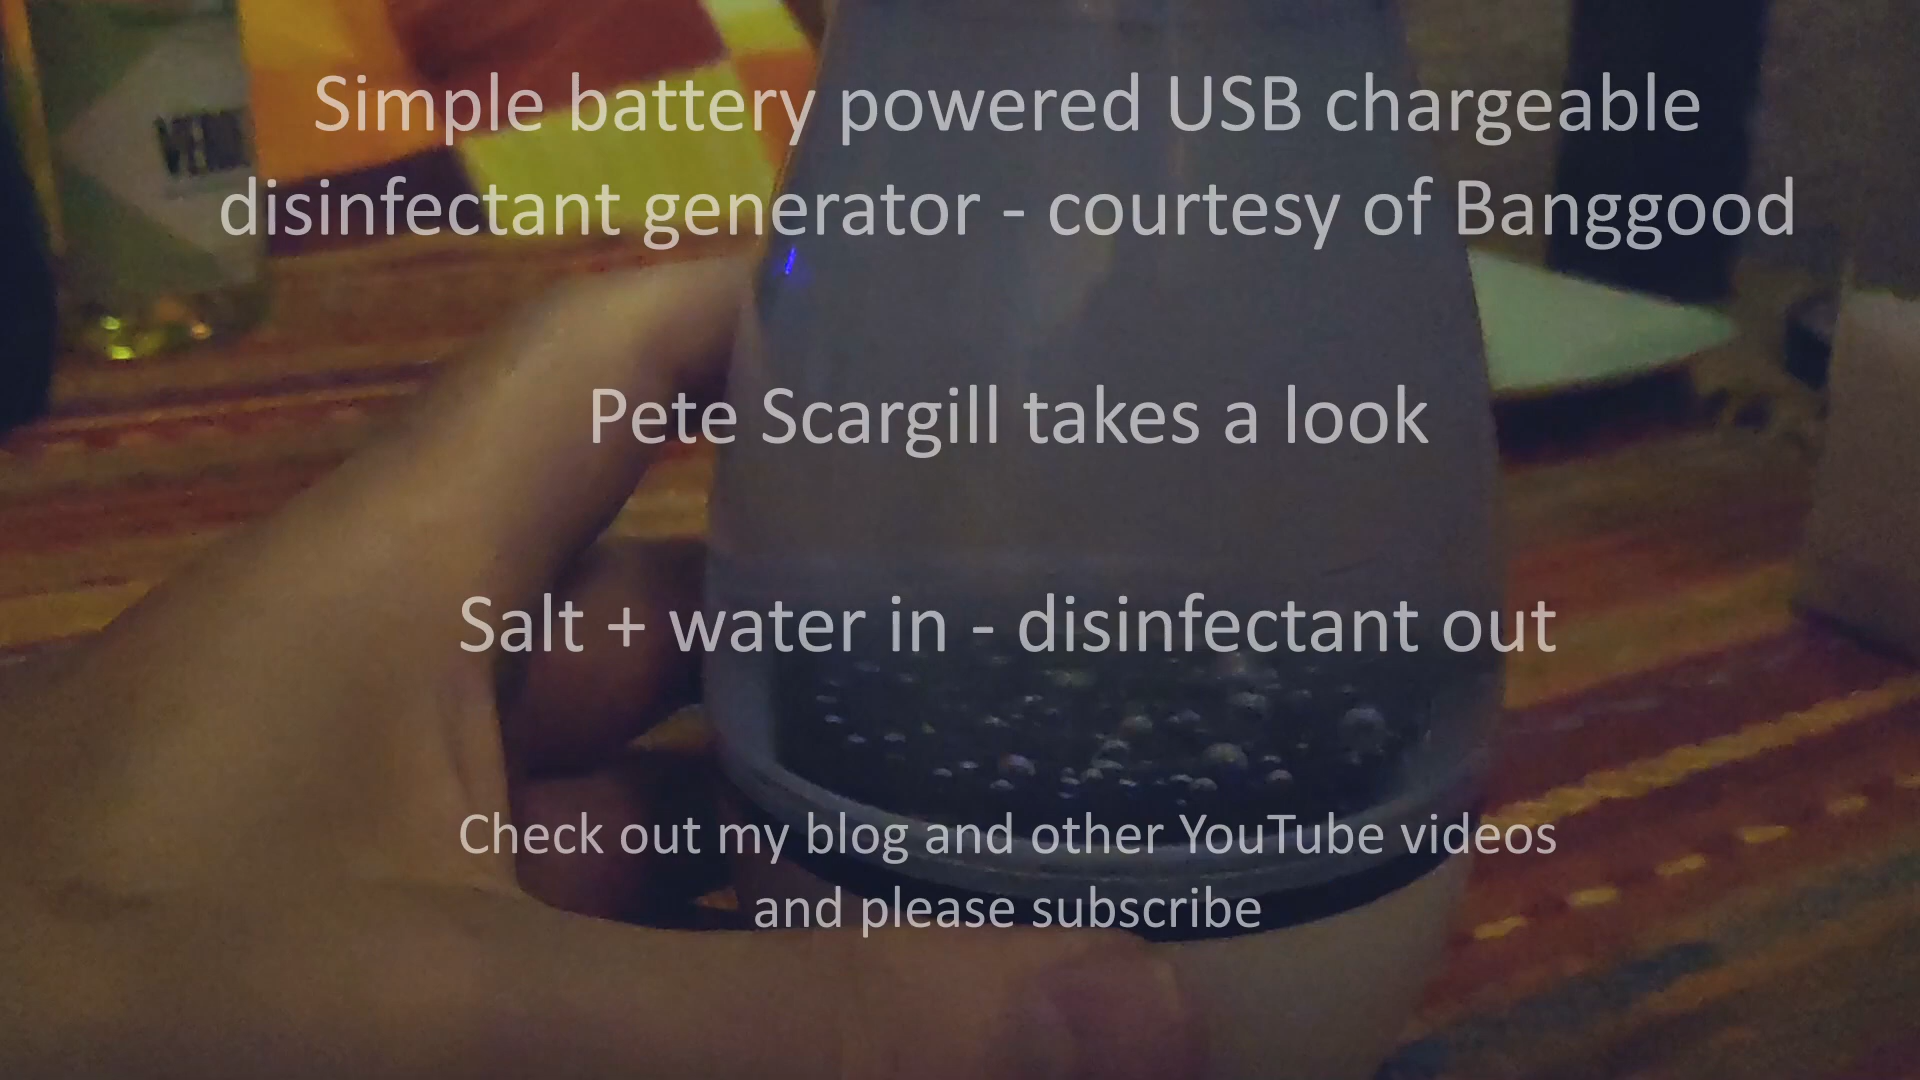 Simple battery powered USB chargeable
disinfectant generator - courtesy of Banggood
Pete Scargill takes a look
Salt + water in - disinfectant out
Check out my blog and other YouTube videos
and please subscribe